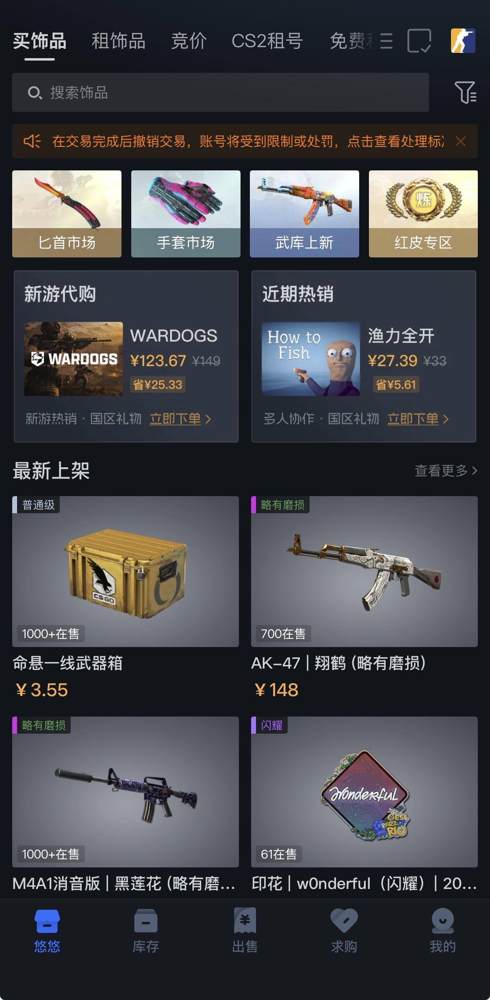 买饰品 租饰品 竞价 CS2租号 免费
搜索饰品
在交易完成后撤销交易，账号将受到限制或处罚，点击查看处理标
炼
匕首市场 手套市场 武库上新 红皮专区
新游代购
WARDOGS
WARDOGS
¥123.67 ¥149
省¥25.33
新游热销 · 国区礼物 立即下单 >
近期热销
How to
Fish
渔力全开
¥27.39 ¥33
省¥5.61
多人协作 · 国区礼物 立即下单 >
最新上架 查看更多 >
普通级
CS:GO
1000+在售
命悬一线武器箱
¥ 3.55
略有磨损
700在售
AK-47 | 翔鹤 (略有磨损)
¥ 148
略有磨损
1000+在售
M4A1消音版 | 黑莲花 (略有磨...
闪耀
w0nderful
ESL
2022
RIO
61在售
印花 | w0nderful（闪耀）| 20...
悠悠 库存 出售 求购 我的